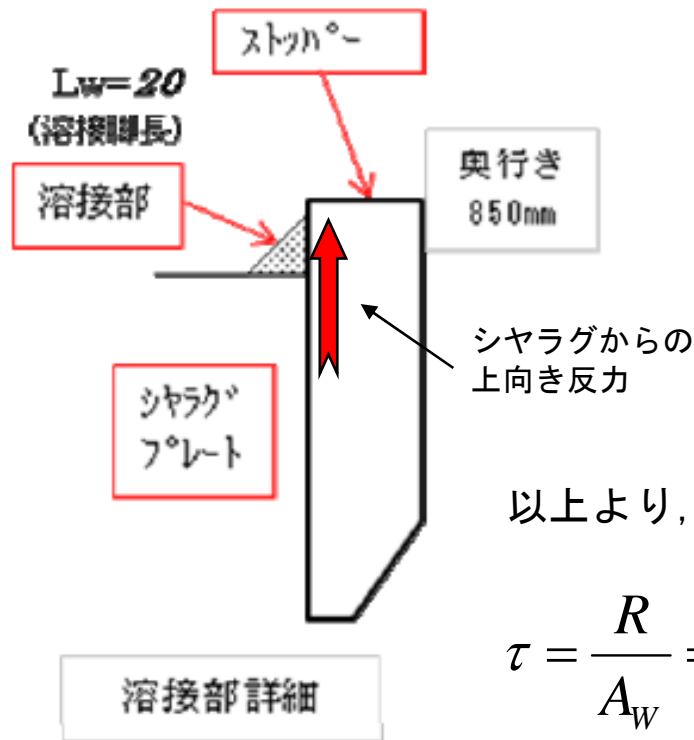 ストッパー
Lw=20
(溶接脚長)
溶接部
奥行き
850mm
シヤラグからの
上向き反力
シヤラグ
プレート
以上より,
τ = R / A_W =
溶接部詳細